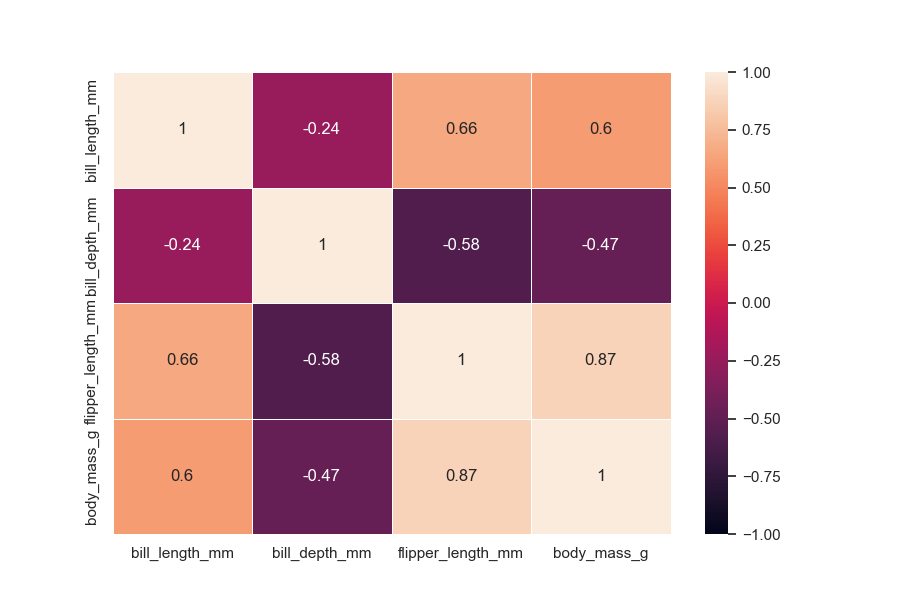 bill_length_mm
1 -0.24 0.66 0.6
bill_depth_mm
-0.24 1 -0.58 -0.47
flipper_length_mm
0.66 -0.58 1 0.87
body_mass_g
0.6 -0.47 0.87 1
bill_length_mm bill_depth_mm flipper_length_mm body_mass_g
1.00
0.75
0.50
0.25
0.00
−0.25
−0.50
−0.75
−1.00